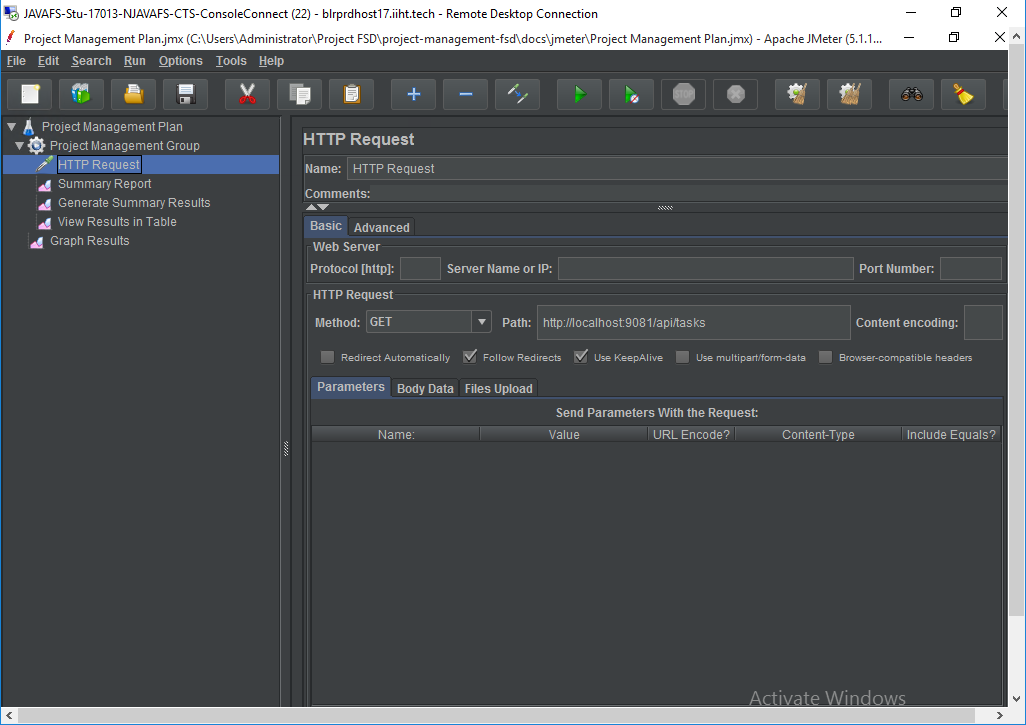 JAVAFS-Stu-17013-NJAVAFS-CTS-ConsoleConnect (22) - blrprdhost17.iiht.tech - Remote Desktop Connection
Project Management Plan.jmx (C:\Users\Administrator\Project FSD\project-management-fsd\docs\jmeter\Project Management Plan.jmx) - Apache JMeter (5.1.1...
File Edit Search Run Options Tools Help
STOP
Project Management Plan
Project Management Group
HTTP Request
Summary Report
Generate Summary Results
View Results in Table
Graph Results
HTTP Request
Name: HTTP Request
Comments:
Basic Advanced
Web Server
Protocol [http]: Server Name or IP: Port Number:
HTTP Request
Method: GET Path: http://localhost:9081/api/tasks Content encoding:
Redirect Automatically Follow Redirects Use KeepAlive Use multipart/form-data Browser-compatible headers
Parameters Body Data Files Upload
Send Parameters With the Request:
Name: Value URL Encode? Content-Type Include Equals?
Activate Windows